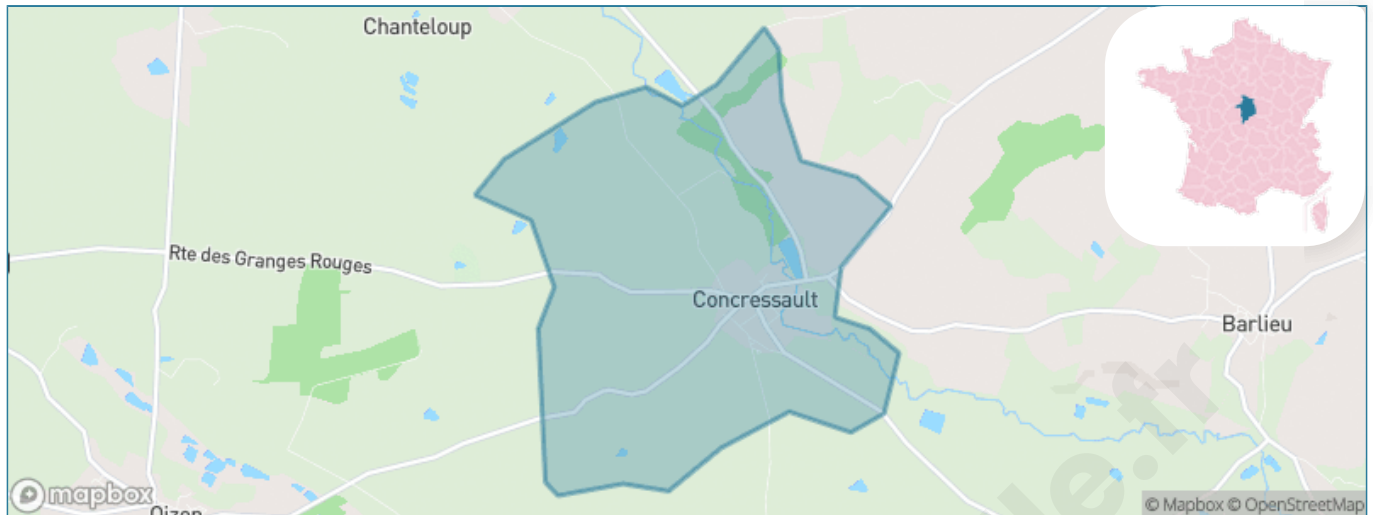 Chanteloup
Rte des Granges Rouges
Concressault
Barlieu
mapbox
© Mapbox © OpenStreetMap